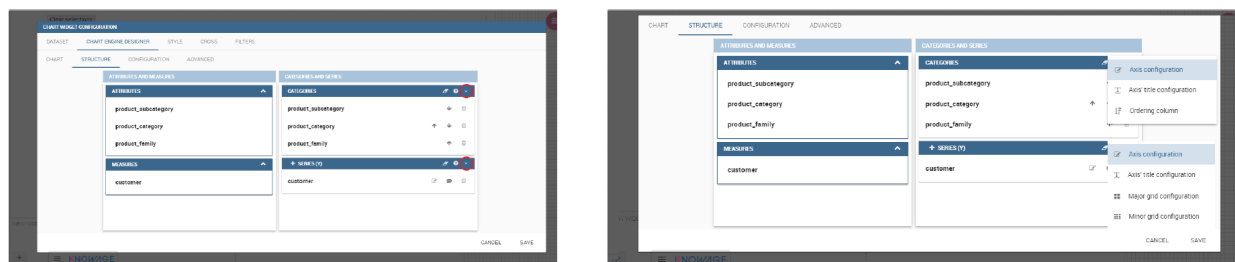 CHART WIDGET CONFIGURATION
DATASET CHART ENGINE DESIGNER STYLE CROSS FILTERS
CHART STRUCTURE CONFIGURATION ADVANCED
ATTRIBUTES AND MEASURES CATEGORIES AND SERIES
ATTRIBUTES CATEGORIES
product_subcategory product_subcategory
product_category product_category
product_family product_family
MEASURES + SERIES (Y)
customer customer
CANCEL SAVE
KNOWAGE
CHART STRUCTURE CONFIGURATION ADVANCED
ATTRIBUTES AND MEASURES CATEGORIES AND SERIES
ATTRIBUTES CATEGORIES
Axis configuration
product_subcategory product_subcategory
Axis' title configuration
product_category product_category
Ordering column
product_family product_family
MEASURES + SERIES (Y)
Axis configuration
customer customer
Axis' title configuration
Major grid configuration
Minor grid configuration
CANCEL SAVE
KNOWAGE